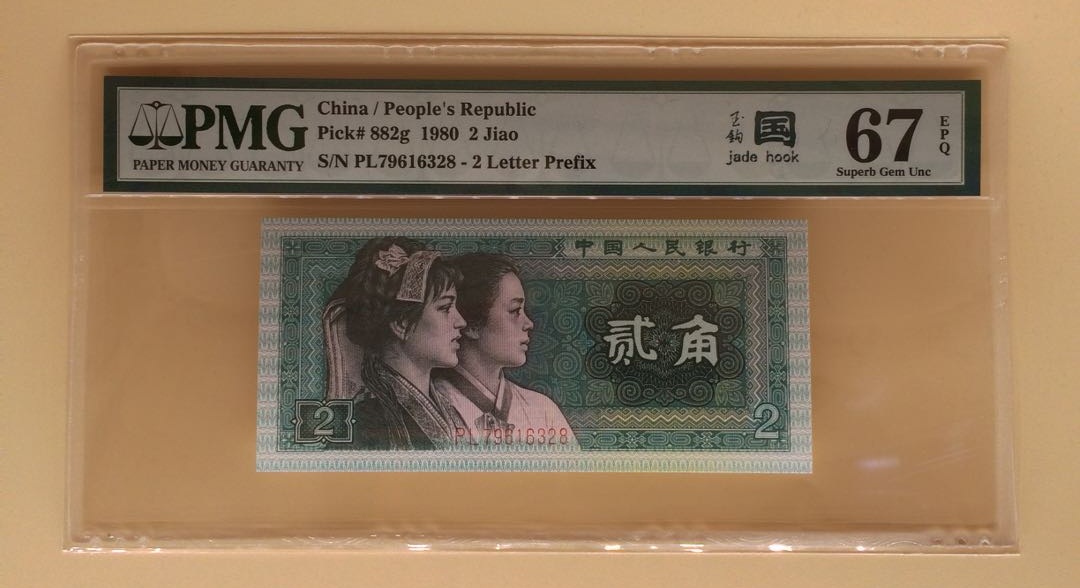 PMG
PAPER MONEY GUARANTY
China / People's Republic
Pick# 882g 1980 2 Jiao
S/N PL79616328 - 2 Letter Prefix
玉鈎 国
jade hook
67 EPQ
Superb Gem Unc
中国人民银行
贰角
2
2
PL79616328